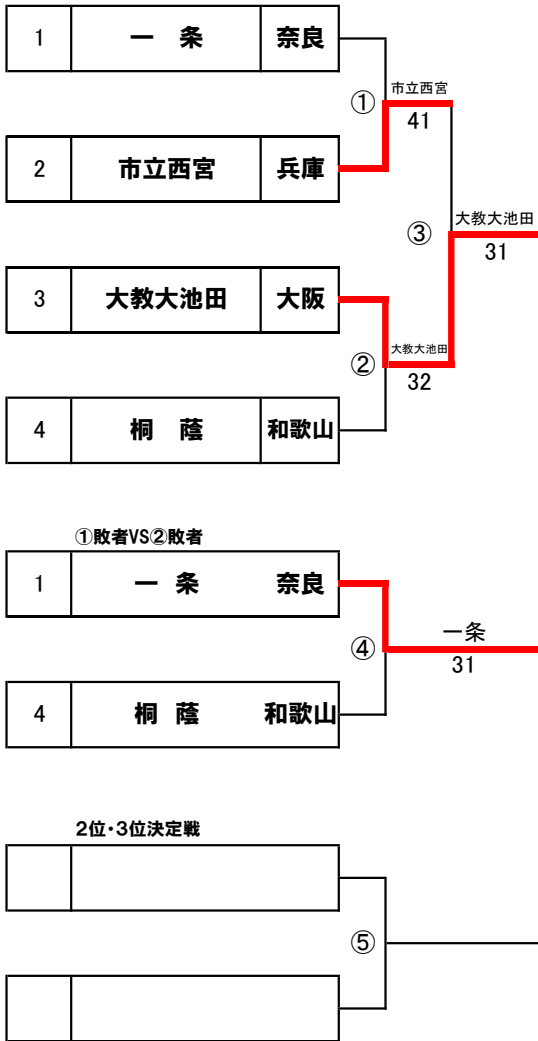 1 一 条 奈良
① 市立西宮
41
2 市立西宮 兵庫
③ 大教大池田
31
3 大教大池田 大阪
② 大教大池田
32
4 桐 蔭 和歌山
①敗者VS②敗者
1 一 条 奈良
④ 一条
31
4 桐 蔭 和歌山
2位・3位決定戦
⑤